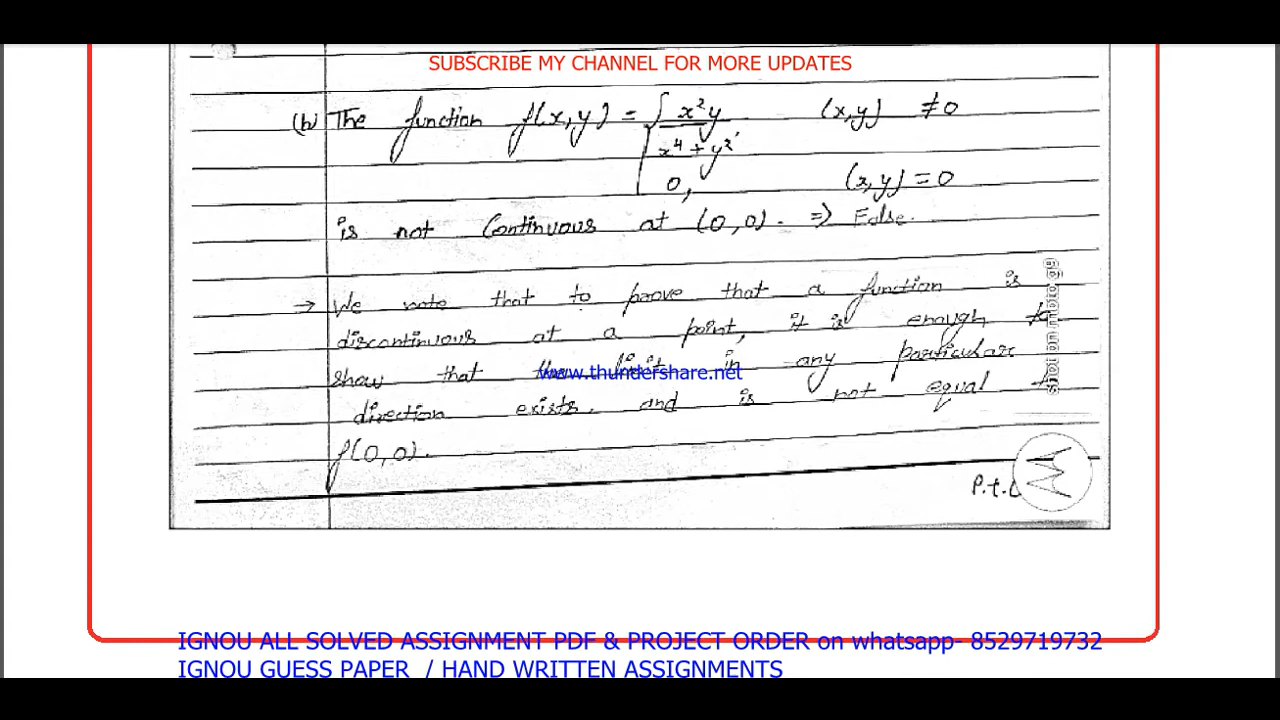 SUBSCRIBE MY CHANNEL FOR MORE UPDATES
(b) The function f(x,y) = { x²y / x⁴ + y², (x,y) ≠ 0
0, (x,y) = 0
is not continuous at (0,0). ⇒ False.
→ We note that to prove that a function is
discontinuous at a point, it is enough to
show that the limit in any particular
www.thundershare.net
direction exists. and is not equal
f(0,0).
P.t.
IGNOU ALL SOLVED ASSIGNMENT PDF & PROJECT ORDER on whatsapp- 8529719732
IGNOU GUESS PAPER / HAND WRITTEN ASSIGNMENTS